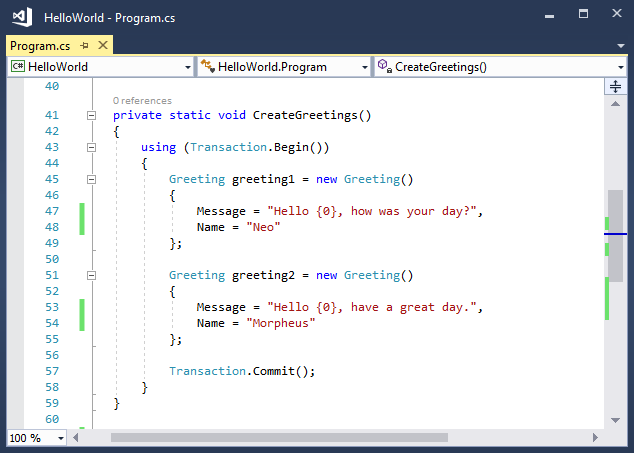 HelloWorld - Program.cs
Program.cs
C# HelloWorld HelloWorld.Program CreateGreetings()
40
0 references
41 private static void CreateGreetings()
42 {
43 using (Transaction.Begin())
44 {
45 Greeting greeting1 = new Greeting()
46 {
47 Message = "Hello {0}, how was your day?",
48 Name = "Neo"
49 };
50
51 Greeting greeting2 = new Greeting()
52 {
53 Message = "Hello {0}, have a great day.",
54 Name = "Morpheus"
55 };
56
57 Transaction.Commit();
58 }
59 }
60
100 %